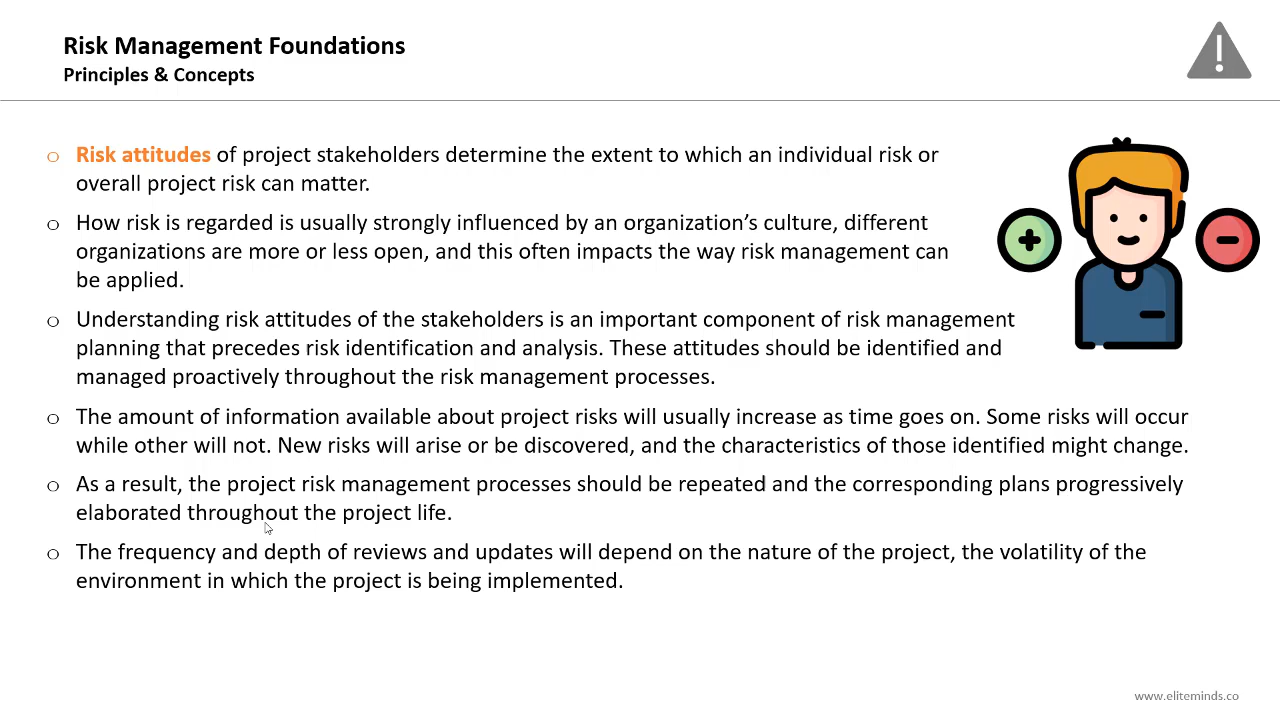 Risk Management Foundations
Principles & Concepts
Risk attitudes of project stakeholders determine the extent to which an individual risk or
overall project risk can matter.
How risk is regarded is usually strongly influenced by an organization’s culture, different
organizations are more or less open, and this often impacts the way risk management can
be applied.
Understanding risk attitudes of the stakeholders is an important component of risk management
planning that precedes risk identification and analysis. These attitudes should be identified and
managed proactively throughout the risk management processes.
The amount of information available about project risks will usually increase as time goes on. Some risks will occur
while other will not. New risks will arise or be discovered, and the characteristics of those identified might change.
As a result, the project risk management processes should be repeated and the corresponding plans progressively
elaborated throughout the project life.
The frequency and depth of reviews and updates will depend on the nature of the project, the volatility of the
environment in which the project is being implemented.
www.eliteminds.co